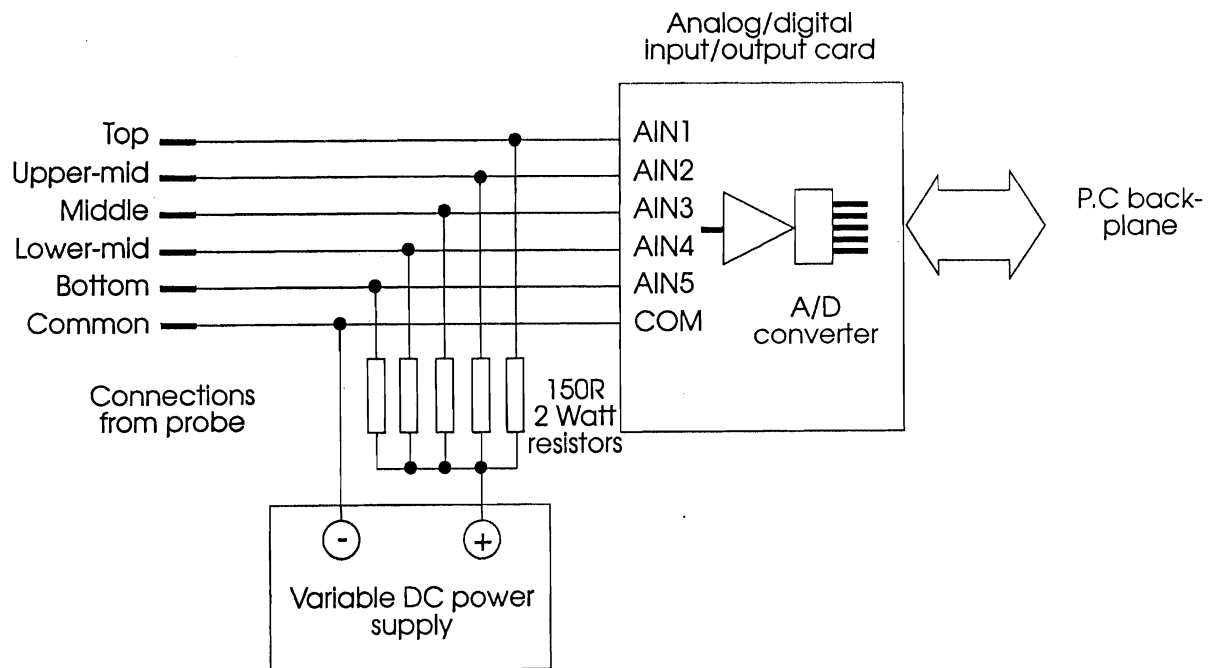 Analog/digital
input/output card
Top
Upper-mid
Middle
Lower-mid
Bottom
Common
AIN1
AIN2
AIN3
AIN4
AIN5
COM
A/D
converter
P.C back-
plane
Connections
from probe
150R
2 Watt
resistors
-
+
Variable DC power
supply